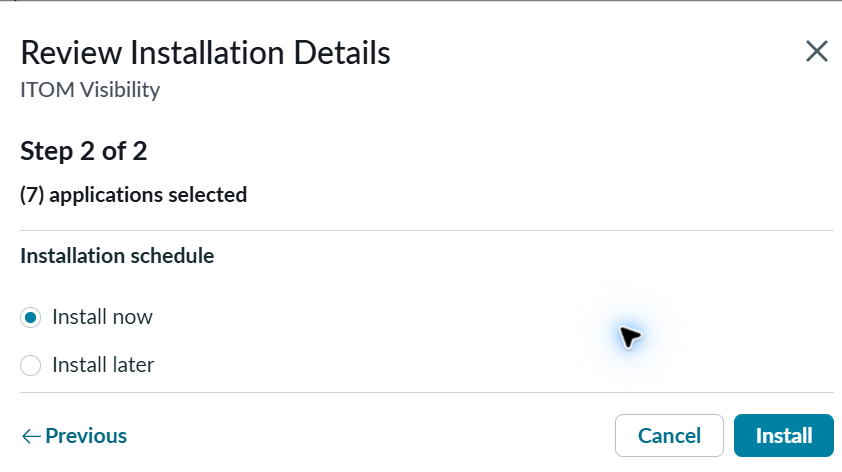 Review Installation Details
ITOM Visibility
Step 2 of 2
(7) applications selected
Installation schedule
Install now
Install later
Previous
Cancel
Install